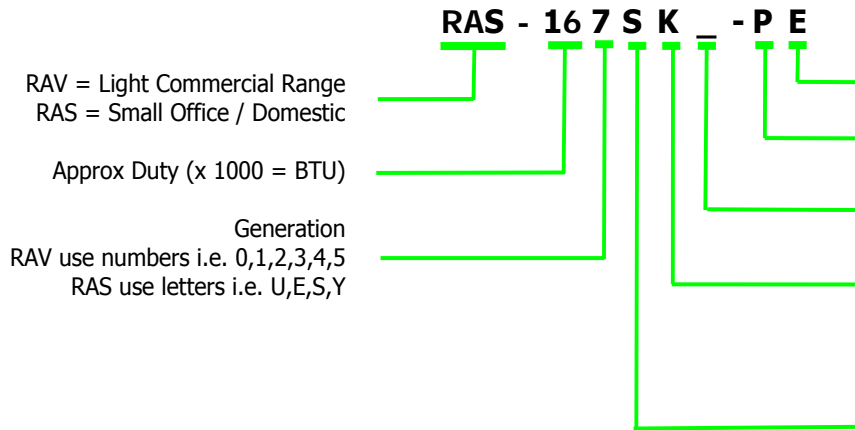 RAS - 16 7 S K _ - P E
RAV = Light Commercial Range
RAS = Small Office / Domestic
Approx Duty (x 1000 = BTU)
Generation
RAV use numbers i.e. 0,1,2,3,4,5
RAS use letters i.e. U,E,S,Y